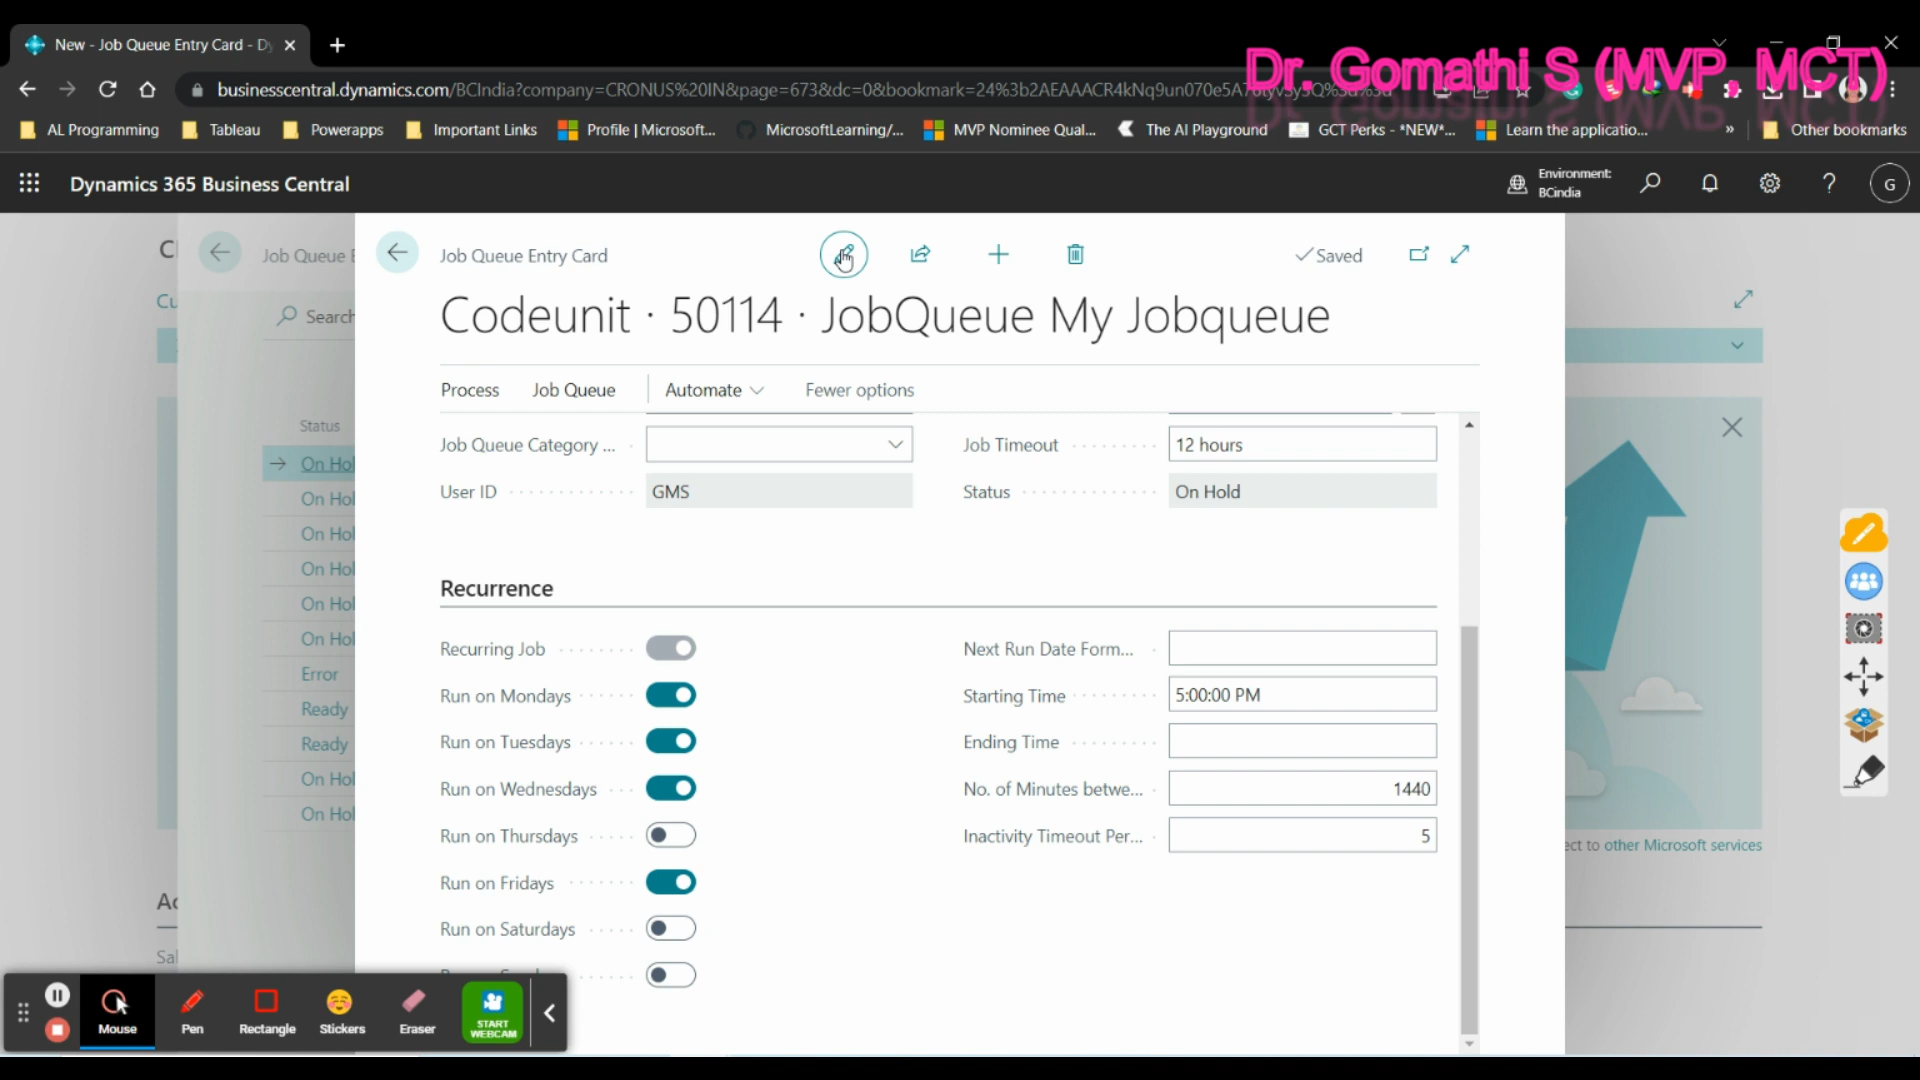 New - Job Queue Entry Card - Dy
Dr. Gomathi S (MVP, MCT)
businesscentral.dynamics.com/BCIndia?company=CRONUS%20IN&page=673&dc=0&bookmark=24%3b2AEAAACR4kNq9un070e5A
AL Programming
Tableau
Powerapps
Important Links
Profile | Microsoft...
MicrosoftLearning/...
MVP Nominee Qual...
The AI Playground
GCT Perks - *NEW*...
Learn the applicatio...
»
Other bookmarks
Dynamics 365 Business Central
Environment:
BCindia
?
G
Job Queue E
Job Queue Entry Card
Saved
Search
Codeunit · 50114 · JobQueue My Jobqueue
Process
Job Queue
Automate
Fewer options
Status
Job Queue Category ...
Job Timeout
12 hours
On Hol
User ID
GMS
Status
On Hold
On Hol
On Hol
On Hol
Recurrence
On Hol
On Hol
Recurring Job
Next Run Date Form...
Error
Run on Mondays
Starting Time
5:00:00 PM
Ready
Run on Tuesdays
Ending Time
Ready
Run on Wednesdays
No. of Minutes betwe...
1440
On Hol
Run on Thursdays
Inactivity Timeout Per...
5
On Hol
ect to other Microsoft services
Run on Fridays
Run on Saturdays
Mouse
Pen
Rectangle
Stickers
Eraser
START
WEBCAM